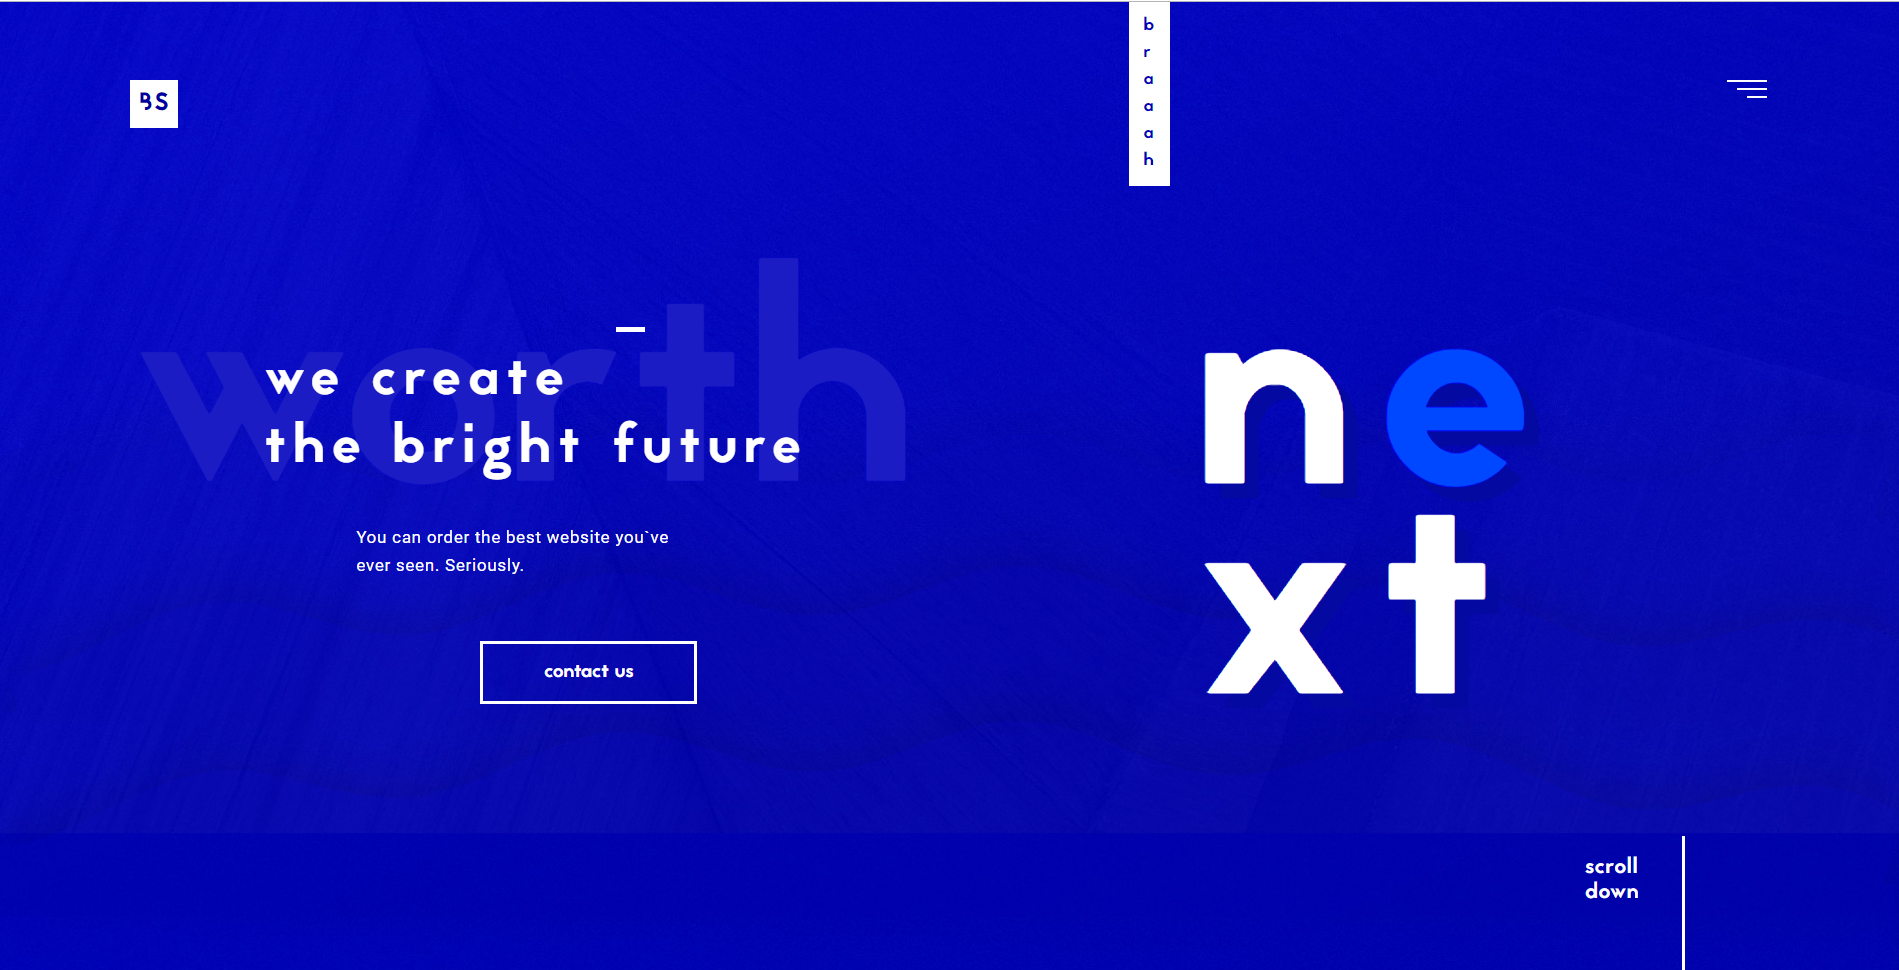 b
r
a
a
a
h
BS
worth
we create
the bright future
You can order the best website you`ve
ever seen. Seriously.
contact us
ne
xt
scroll
down